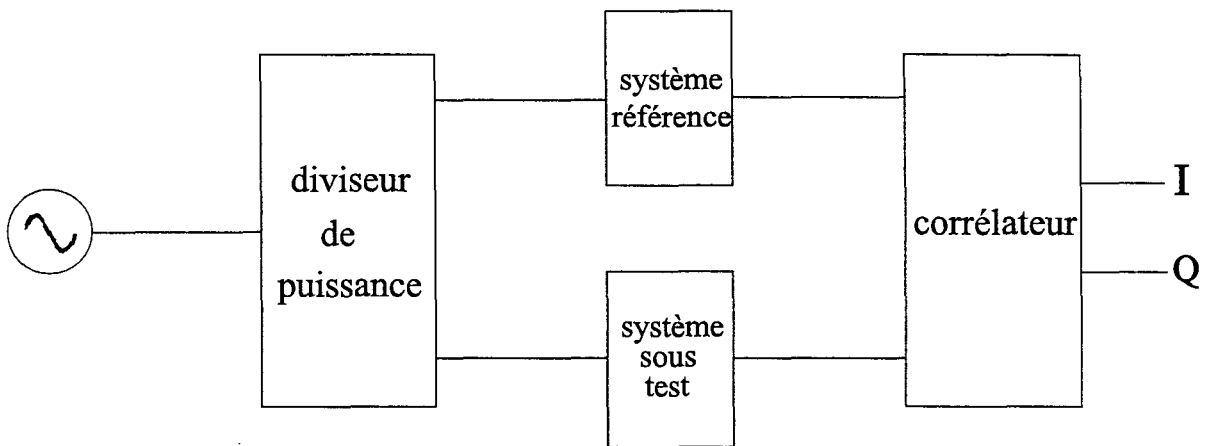 système
référence
diviseur
de
puissance
corrélateur
I
Q
système
sous
test